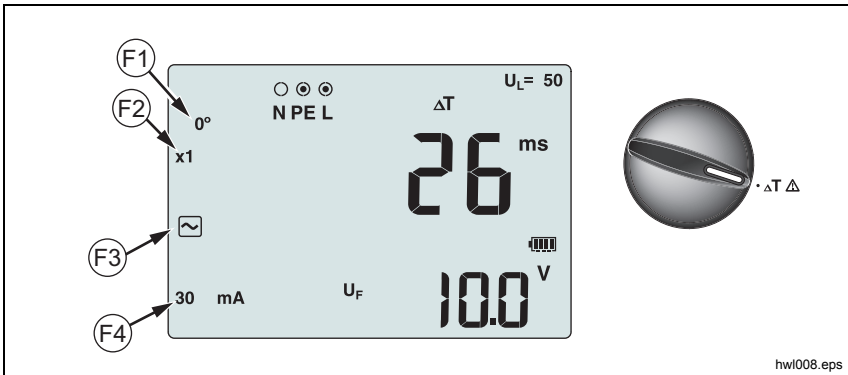 F1
F2
F3
F4
0°
x1
30 mA
N PE L
UL= 50
ΔT
26 ms
UF
10.0 V
• ΔT ⚠
hwl008.eps